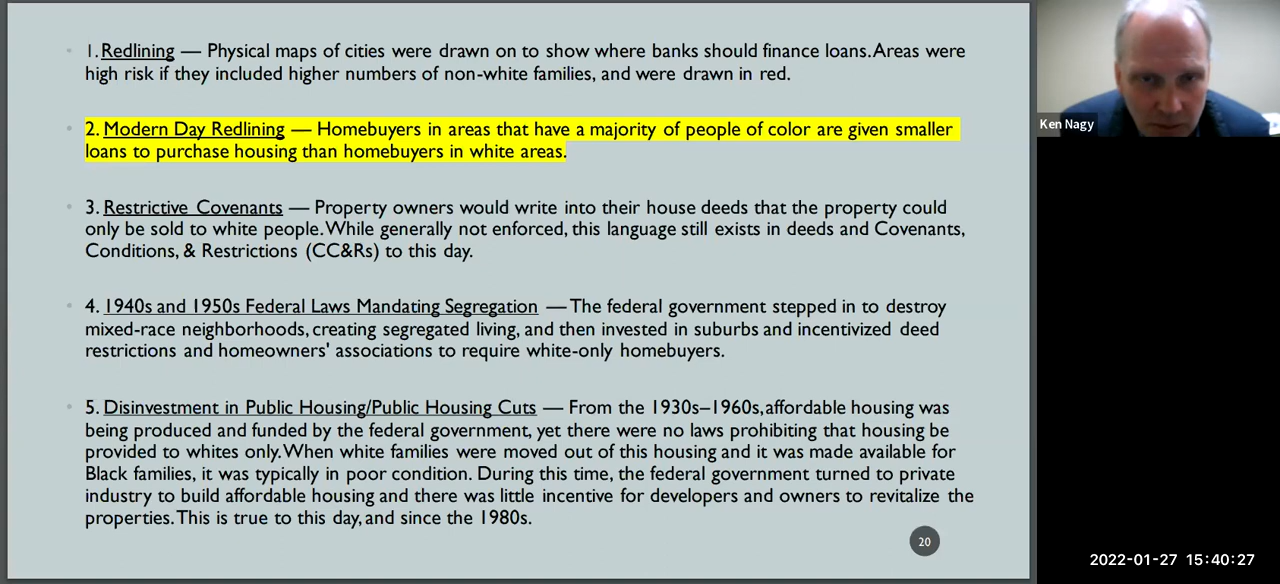 1. Redlining — Physical maps of cities were drawn on to show where banks should finance loans. Areas were
high risk if they included higher numbers of non-white families, and were drawn in red.
2. Modern Day Redlining — Homebuyers in areas that have a majority of people of color are given smaller
loans to purchase housing than homebuyers in white areas.
3. Restrictive Covenants — Property owners would write into their house deeds that the property could
only be sold to white people. While generally not enforced, this language still exists in deeds and Covenants,
Conditions, & Restrictions (CC&Rs) to this day.
4. 1940s and 1950s Federal Laws Mandating Segregation — The federal government stepped in to destroy
mixed-race neighborhoods, creating segregated living, and then invested in suburbs and incentivized deed
restrictions and homeowners' associations to require white-only homebuyers.
5. Disinvestment in Public Housing/Public Housing Cuts — From the 1930s–1960s, affordable housing was
being produced and funded by the federal government, yet there were no laws prohibiting that housing be
provided to whites only. When white families were moved out of this housing and it was made available for
Black families, it was typically in poor condition. During this time, the federal government turned to private
industry to build affordable housing and there was little incentive for developers and owners to revitalize the
properties. This is true to this day, and since the 1980s.
20
Ken Nagy
2022-01-27 15:40:27